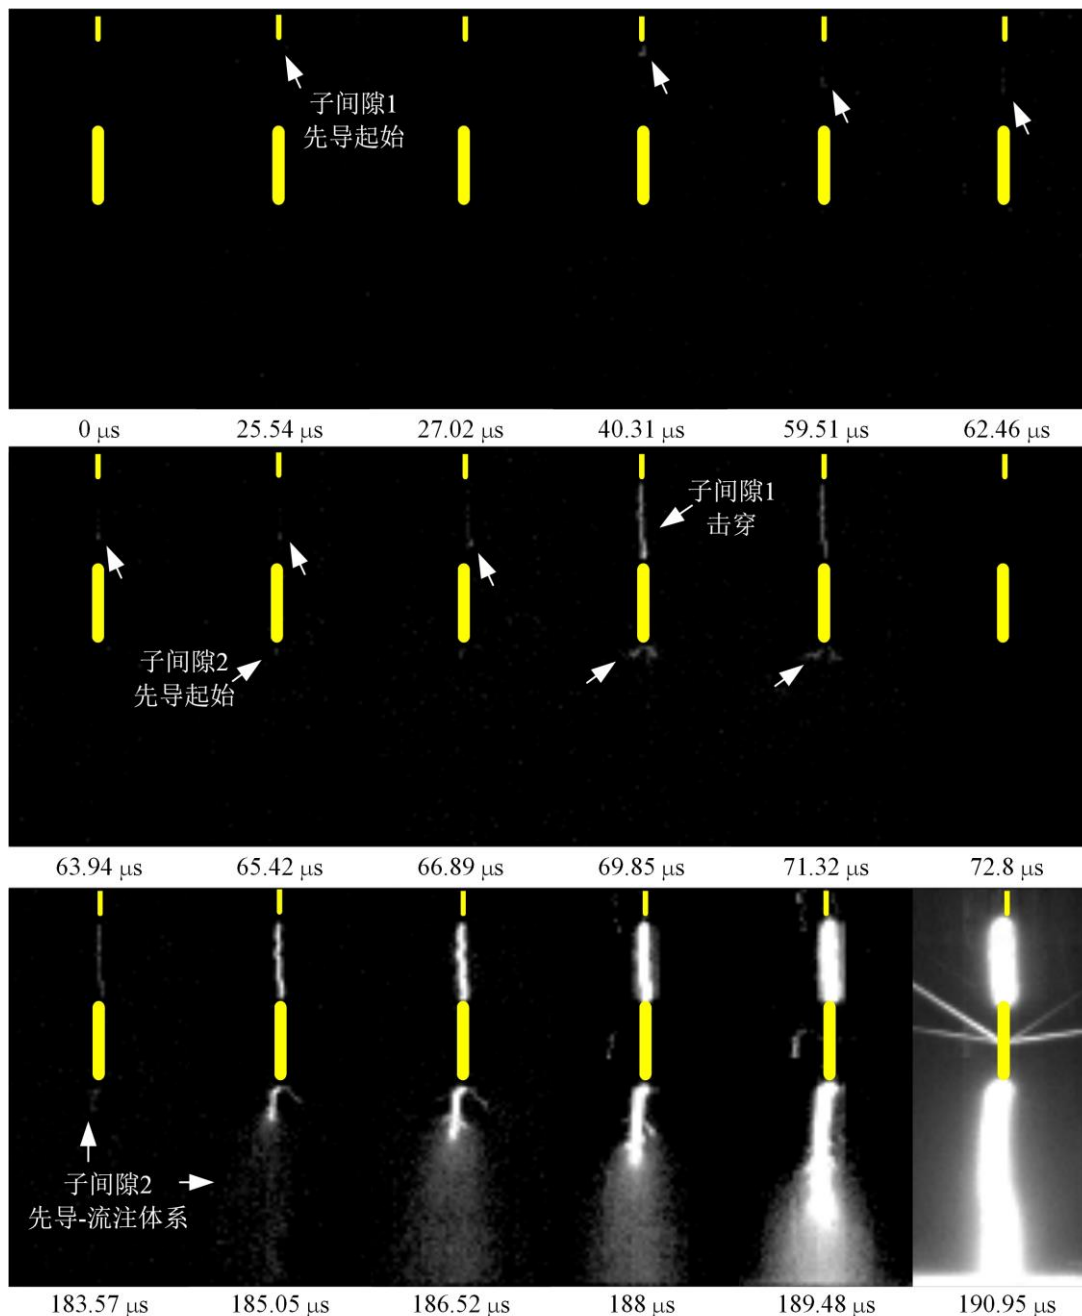 子间隙1
先导起始
0 μs
25.54 μs
27.02 μs
40.31 μs
59.51 μs
62.46 μs
子间隙1
击穿
子间隙2
先导起始
63.94 μs
65.42 μs
66.89 μs
69.85 μs
71.32 μs
72.8 μs
子间隙2
先导-流注体系
183.57 μs
185.05 μs
186.52 μs
188 μs
189.48 μs
190.95 μs